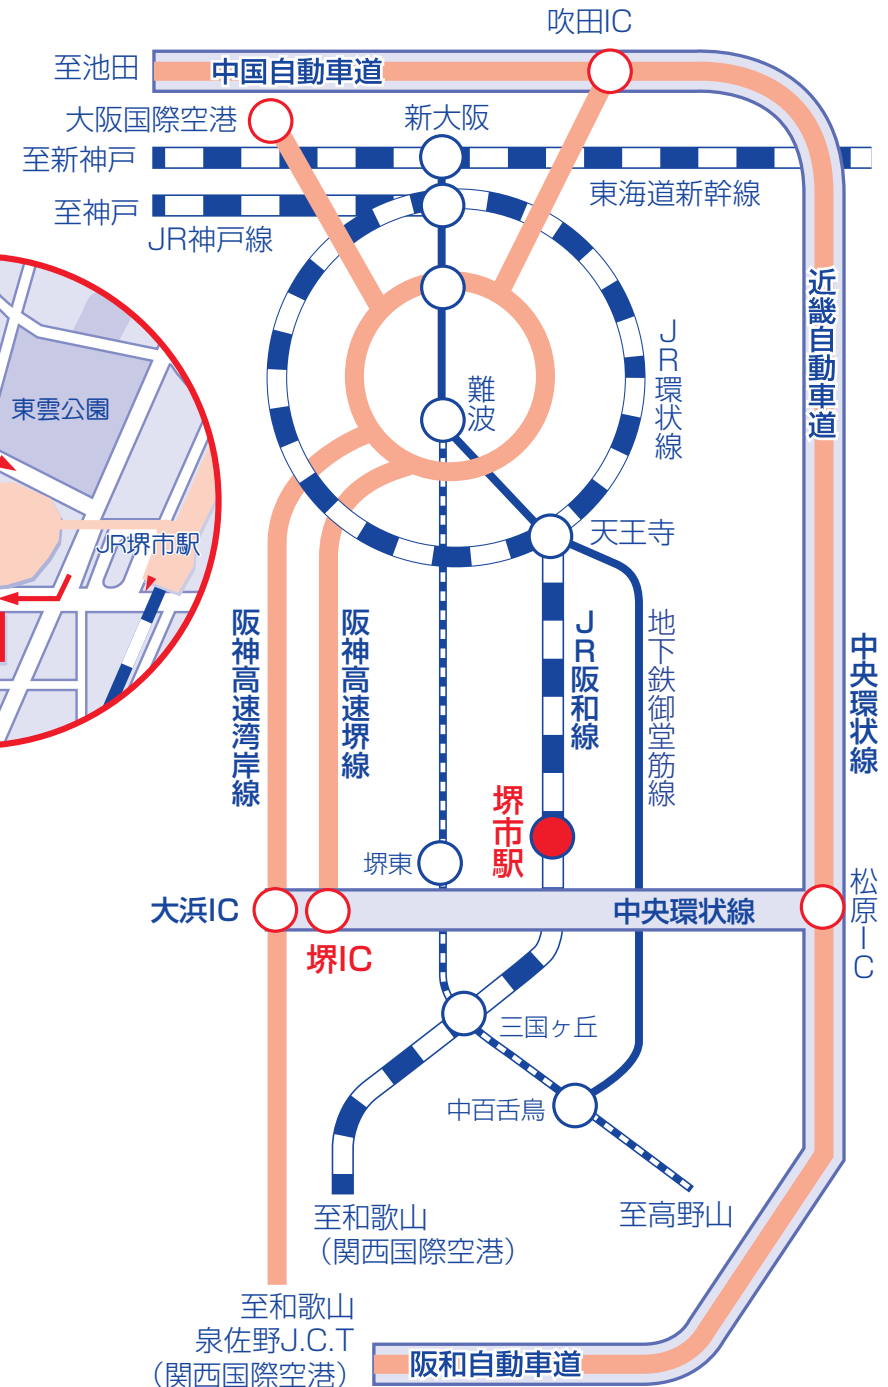 吹田IC
至池田
中国自動車道
大阪国際空港
新大阪
至新神戸
東海道新幹線
至神戸
JR神戸線
近畿自動車道
JR環状線
難波
東雲公園
天王寺
JR堺市駅
阪神高速湾岸線
阪神高速堺線
JR阪和線
地下鉄御堂筋線
中央環状線
堺市駅
堺東
松原IC
大浜IC
中央環状線
堺IC
三国ヶ丘
中百舌鳥
至和歌山
(関西国際空港)
至高野山
至和歌山
泉佐野J.C.T
(関西国際空港)
阪和自動車道